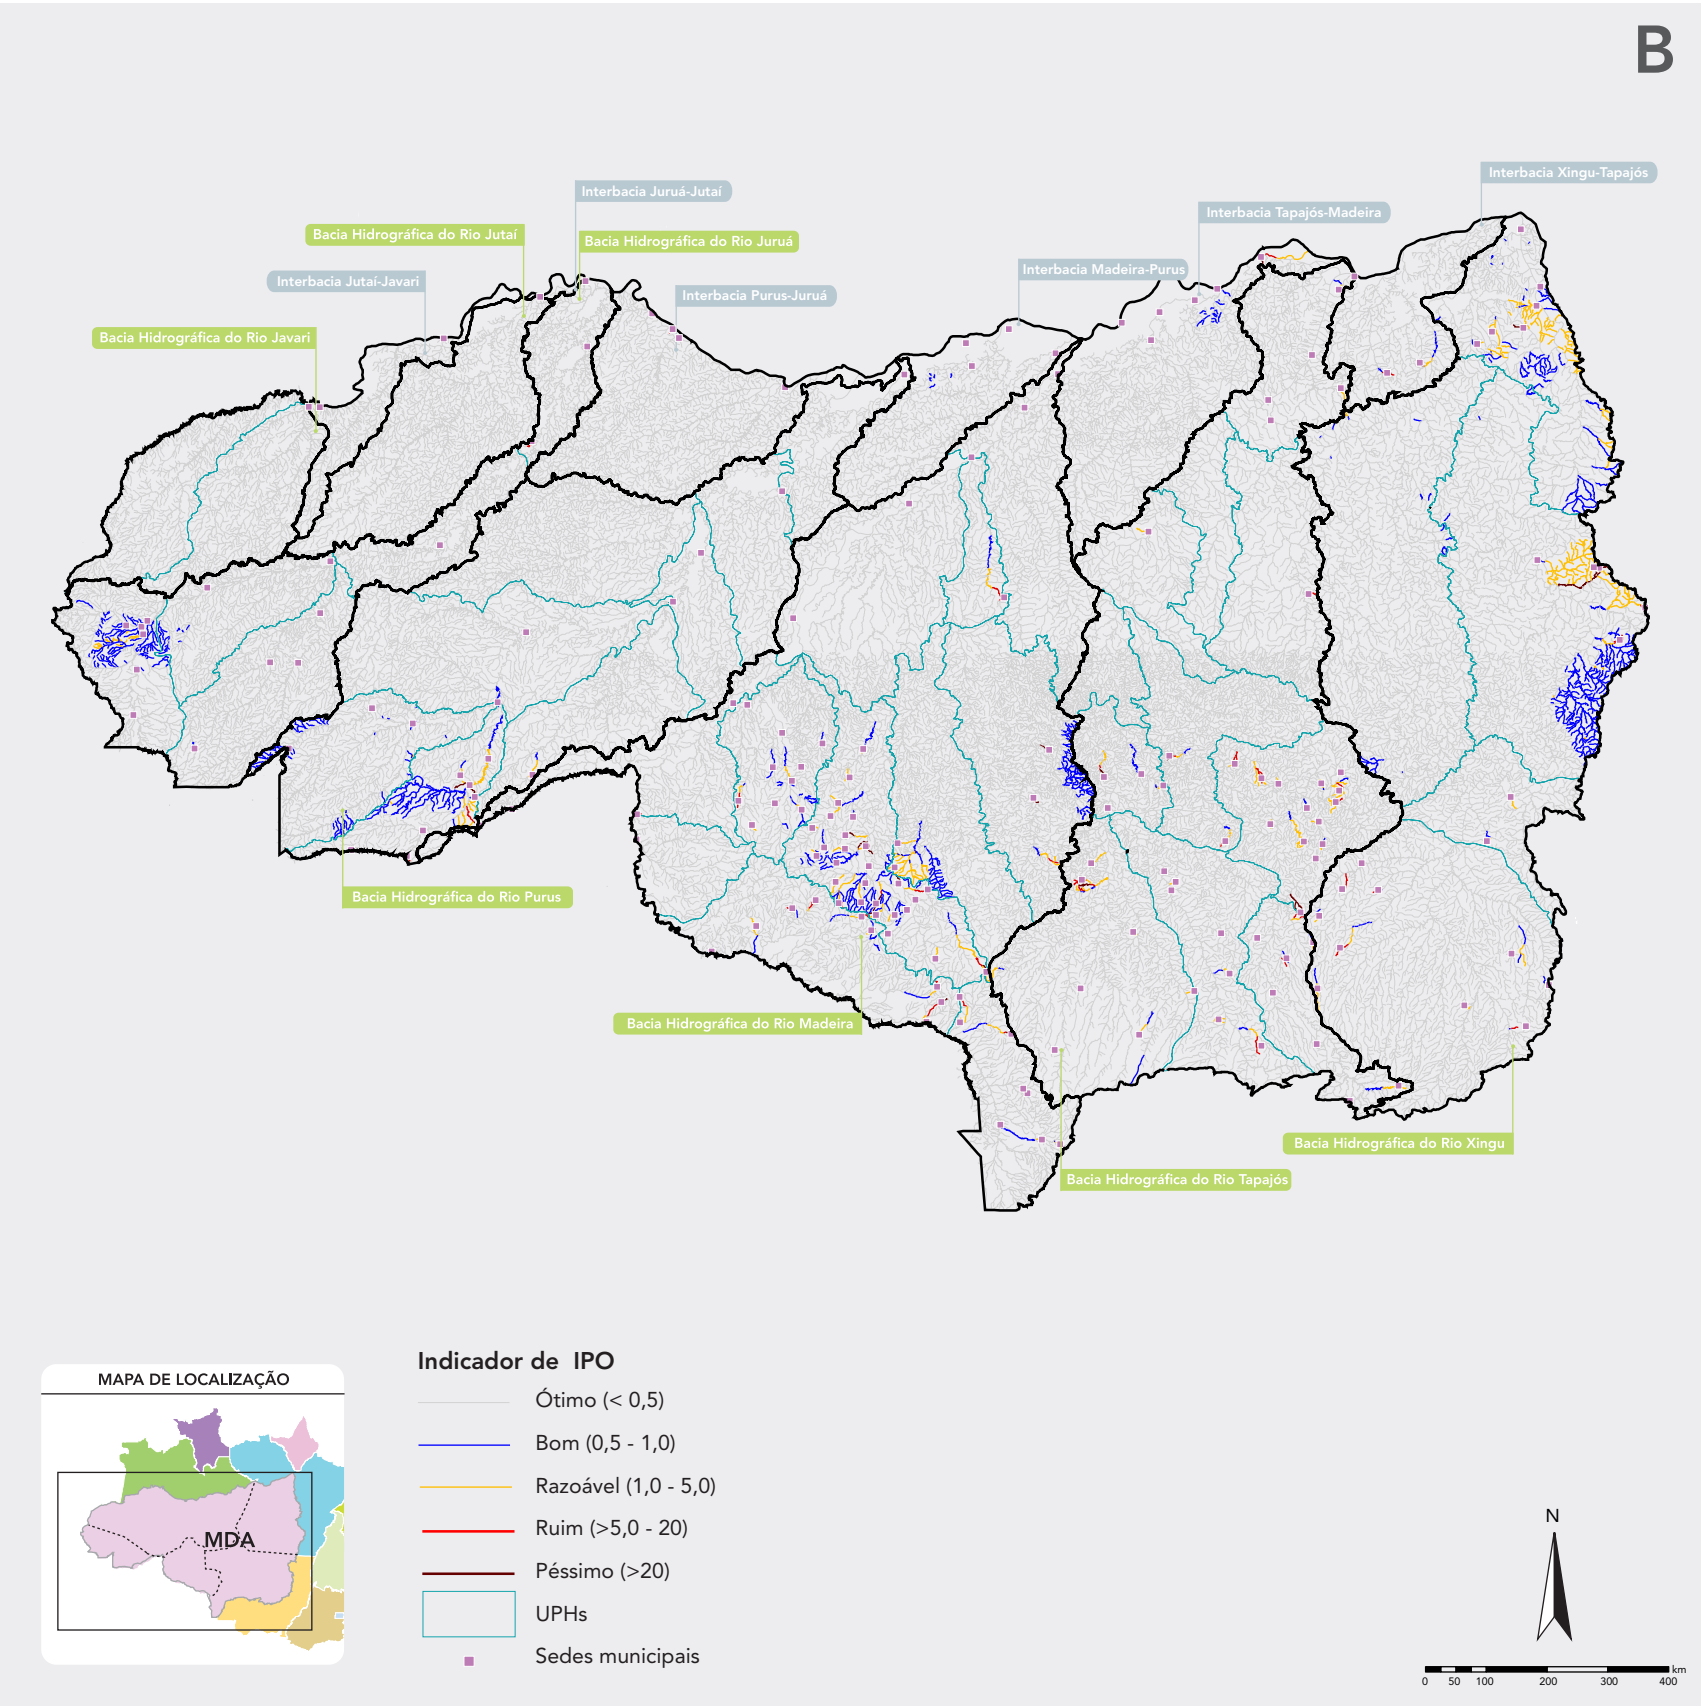 B
Interbacia Xingu-Tapajós
Interbacia Juruá-Jutaí
Interbacia Tapajós-Madeira
Bacia Hidrográfica do Rio Jutaí
Bacia Hidrográfica do Rio Juruá
Interbacia Madeira-Purus
Interbacia Jutaí-Javari
Interbacia Purus-Juruá
Bacia Hidrográfica do Rio Javari
Bacia Hidrográfica do Rio Purus
Bacia Hidrográfica do Rio Madeira
Bacia Hidrográfica do Rio Xingu
Bacia Hidrográfica do Rio Tapajós
MAPA DE LOCALIZAÇÃO
MDA
Indicador de IPO
Ótimo (< 0,5)
Bom (0,5 - 1,0)
Razoável (1,0 - 5,0)
Ruim (>5,0 - 20)
Péssimo (>20)
UPHs
Sedes municipais
N
km
0 50 100 200 300 400